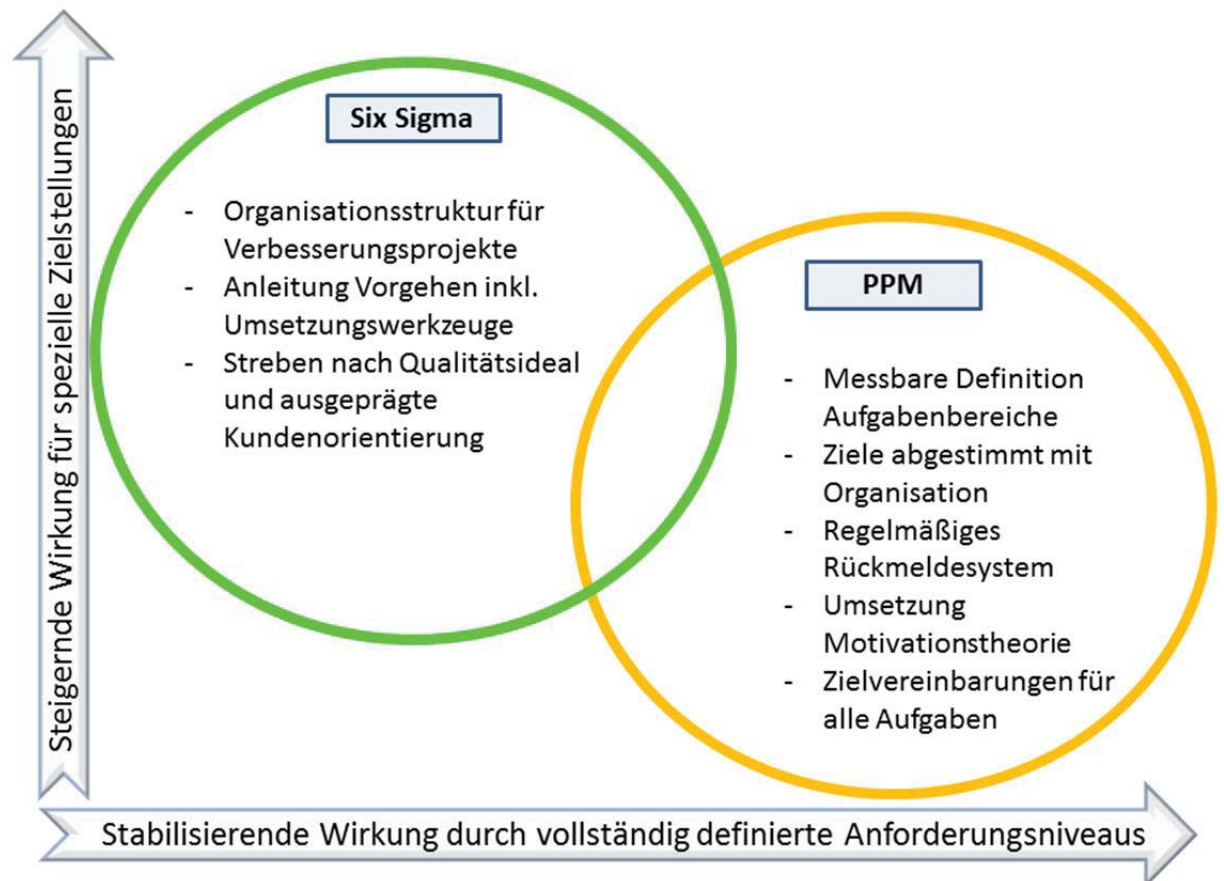 Steigernde Wirkung für spezielle Zielstellungen
Six Sigma
- Organisationsstruktur für
Verbesserungsprojekte
- Anleitung Vorgehen inkl.
Umsetzungswerkzeuge
- Streben nach Qualitätsideal
und ausgeprägte
Kundenorientierung
PPM
- Messbare Definition
Aufgabenbereiche
- Ziele abgestimmt mit
Organisation
- Regelmäßiges
Rückmeldesystem
- Umsetzung
Motivationstheorie
- Zielvereinbarungen für
alle Aufgaben
Stabilisierende Wirkung durch vollständig definierte Anforderungsniveaus